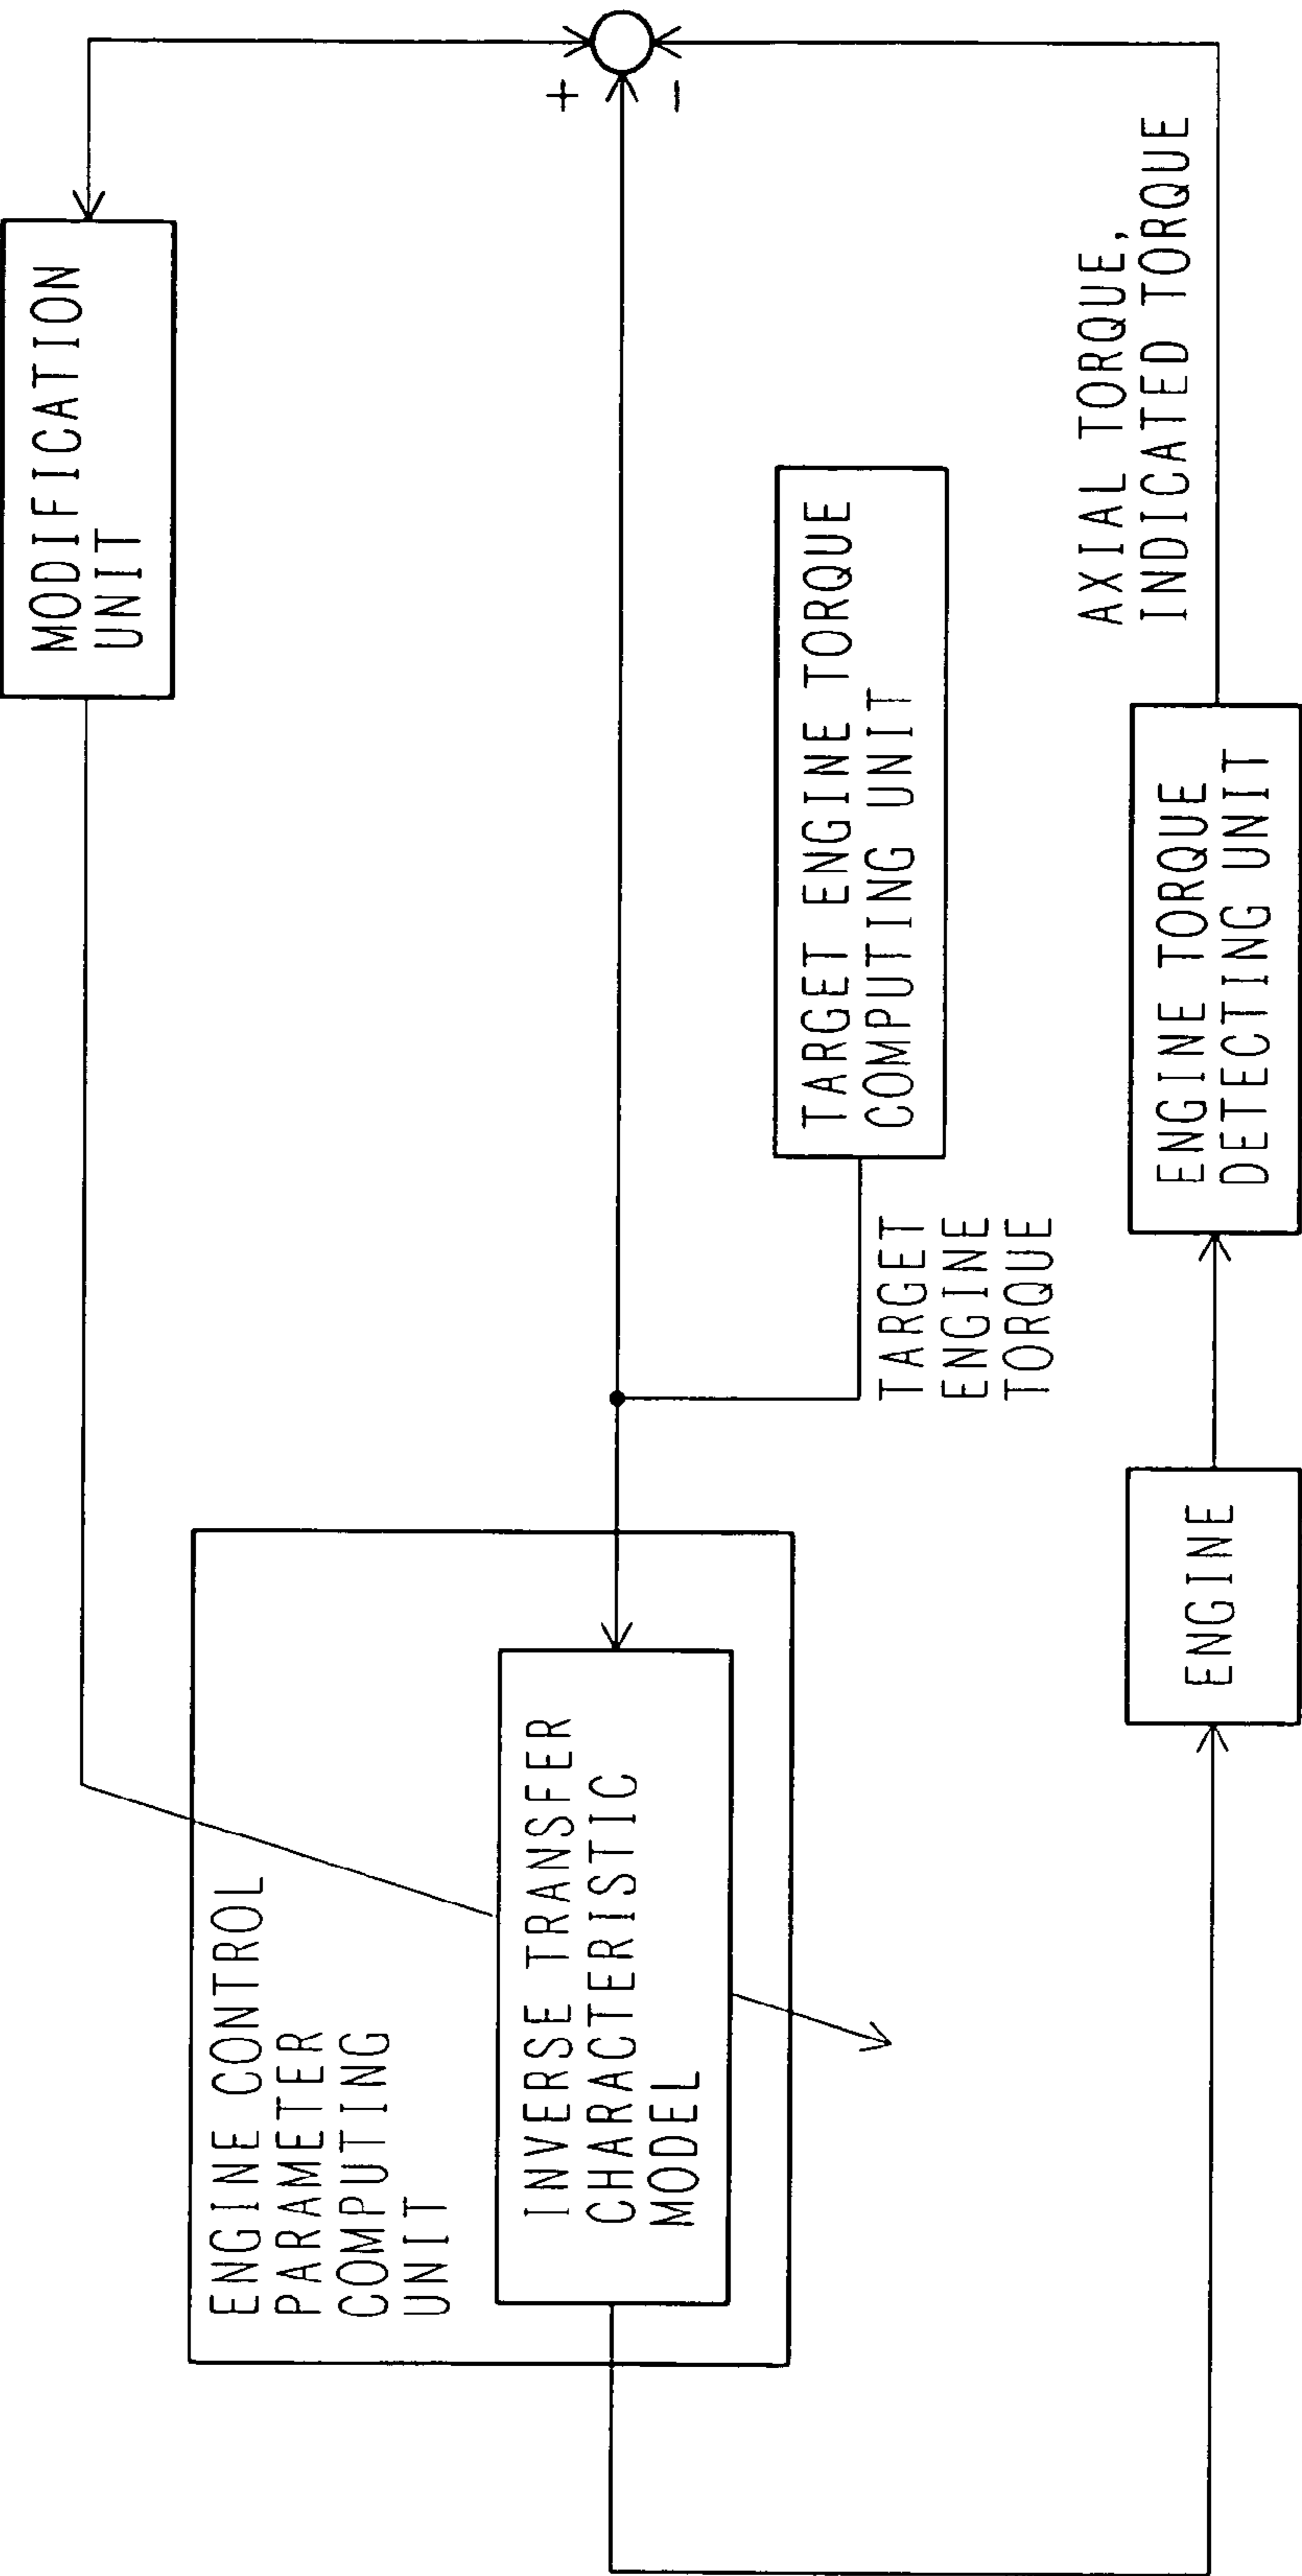 MODIFICATION
UNIT
+
-
ENGINE CONTROL
PARAMETER
COMPUTING
UNIT
INVERSE TRANSFER
CHARACTERISTIC
MODEL
TARGET ENGINE TORQUE
COMPUTING UNIT
TARGET
ENGINE
TORQUE
AXIAL TORQUE,
INDICATED TORQUE
ENGINE
ENGINE TORQUE
DETECTING UNIT